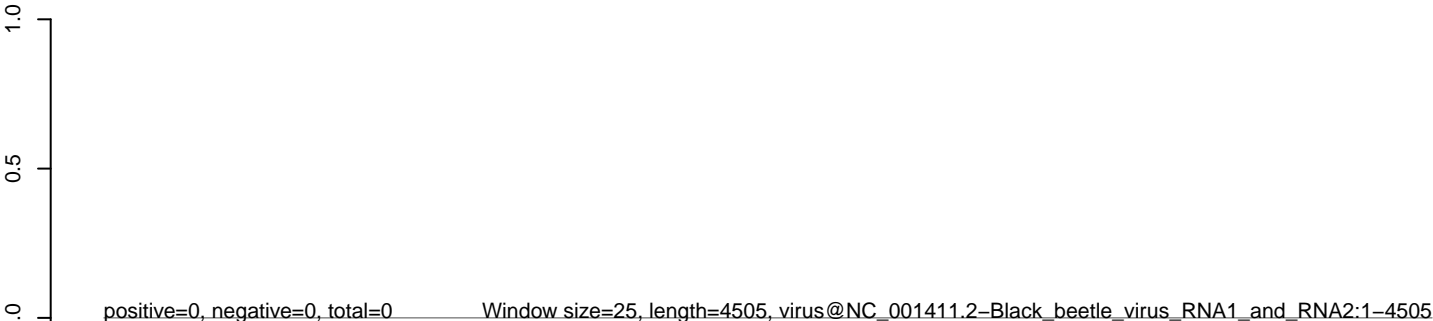 1.0
0.5
.0
positive=0, negative=0, total=0 Window size=25, length=4505, virus@NC_001411.2−Black_beetle_virus_RNA1_and_RNA2:1−4505